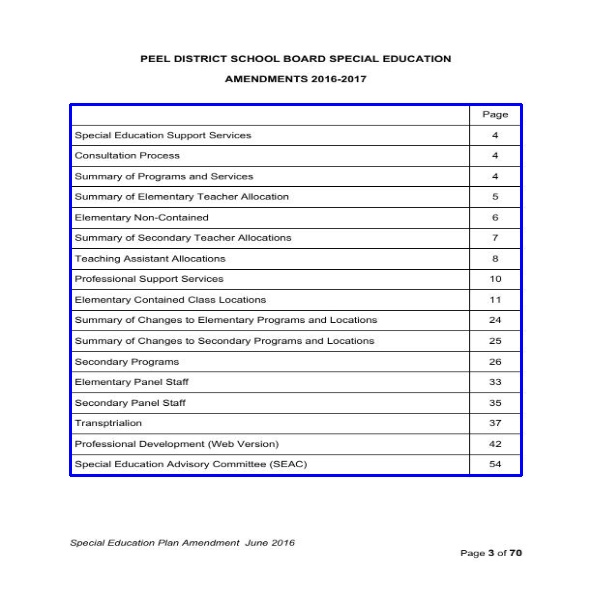 PEEL DISTRICT SCHOOL BOARD SPECIAL EDUCATION
AMENDMENTS 2016-2017
Page
Special Education Support Services 4
Consultation Process 4
Summary of Programs and Services 4
Summary of Elementary Teacher Allocation 5
Elementary Non-Contained 6
Summary of Secondary Teacher Allocations 7
Teaching Assistant Allocations 8
Professional Support Services 10
Elementary Contained Class Locations 11
Summary of Changes to Elementary Programs and Locations 24
Summary of Changes to Secondary Programs and Locations 25
Secondary Programs 26
Elementary Panel Staff 33
Secondary Panel Staff 35
Transptrialion 37
Professional Development (Web Version) 42
Special Education Advisory Committee (SEAC) 54
Special Education Plan Amendment June 2016
Page 3 of 70